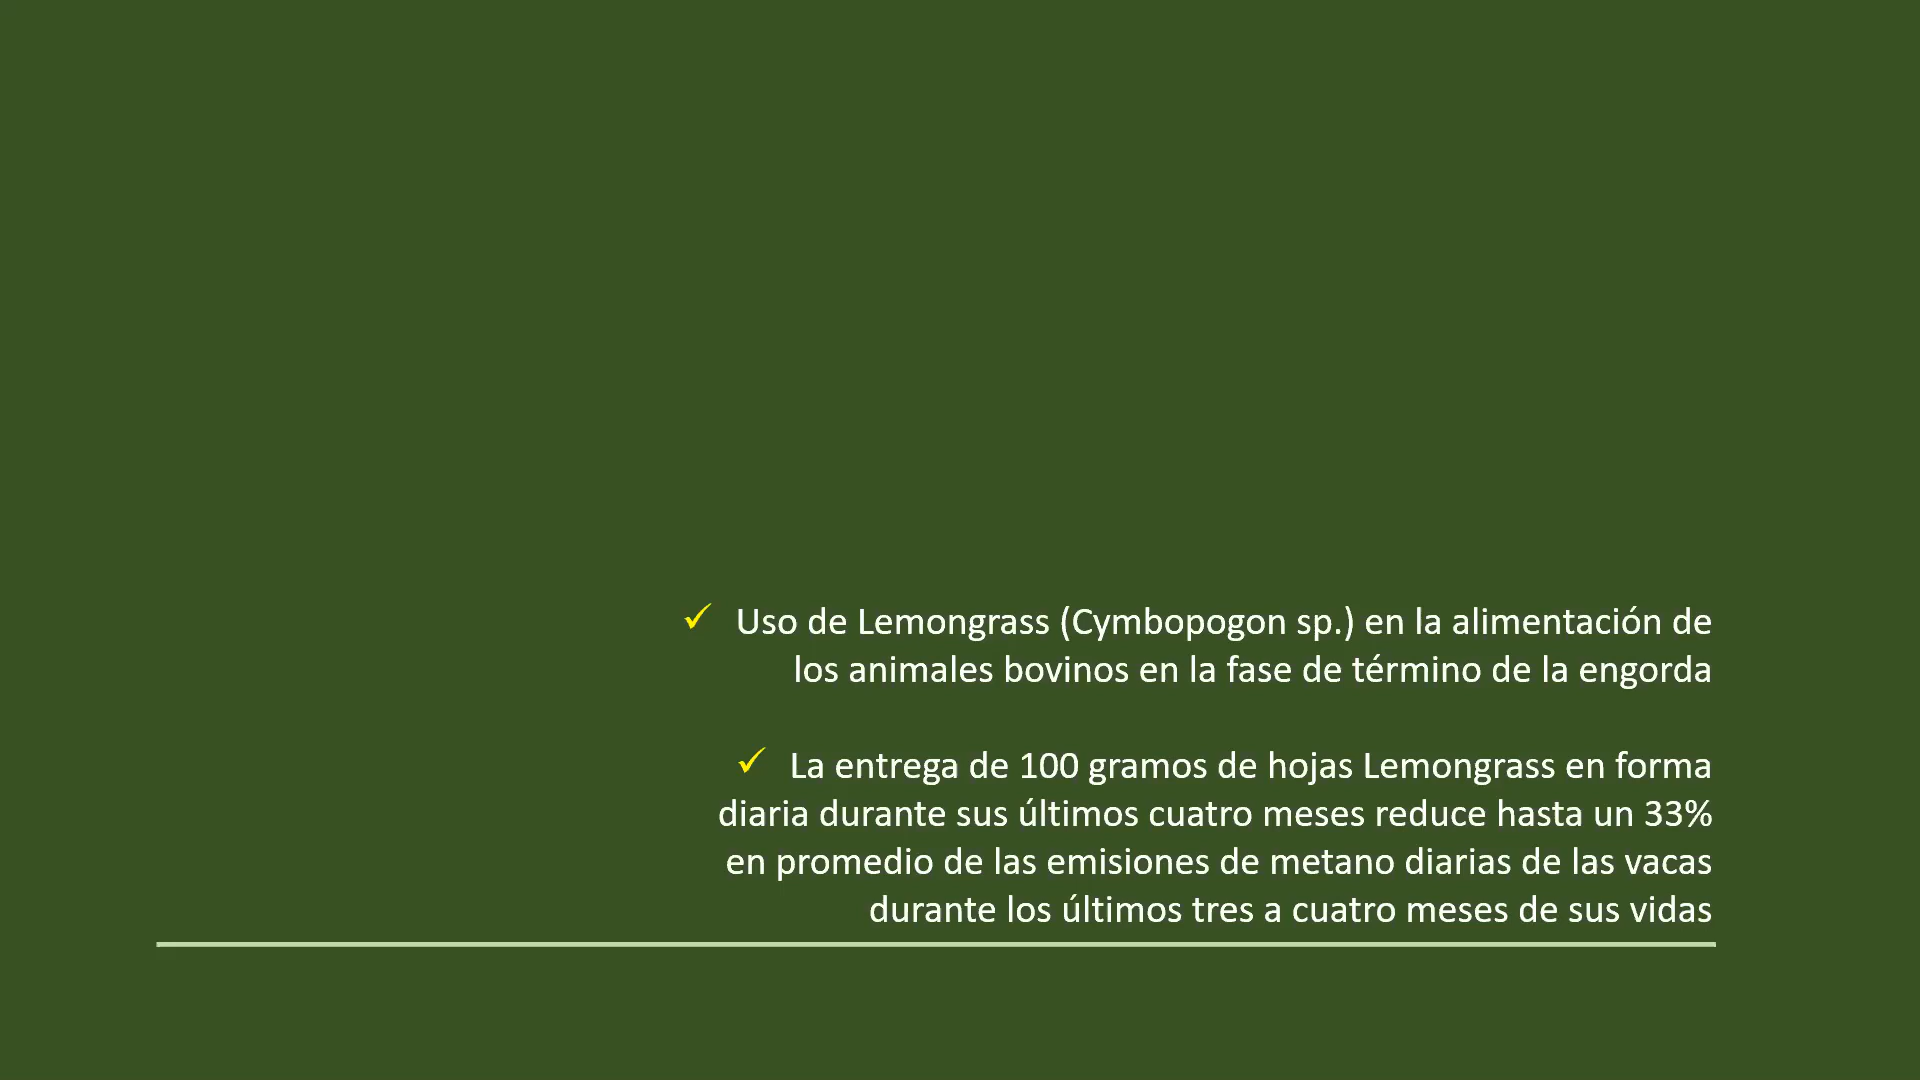 ✓ Uso de Lemongrass (Cymbopogon sp.) en la alimentación de
los animales bovinos en la fase de término de la engorda
✓ La entrega de 100 gramos de hojas Lemongrass en forma
diaria durante sus últimos cuatro meses reduce hasta un 33%
en promedio de las emisiones de metano diarias de las vacas
durante los últimos tres a cuatro meses de sus vidas